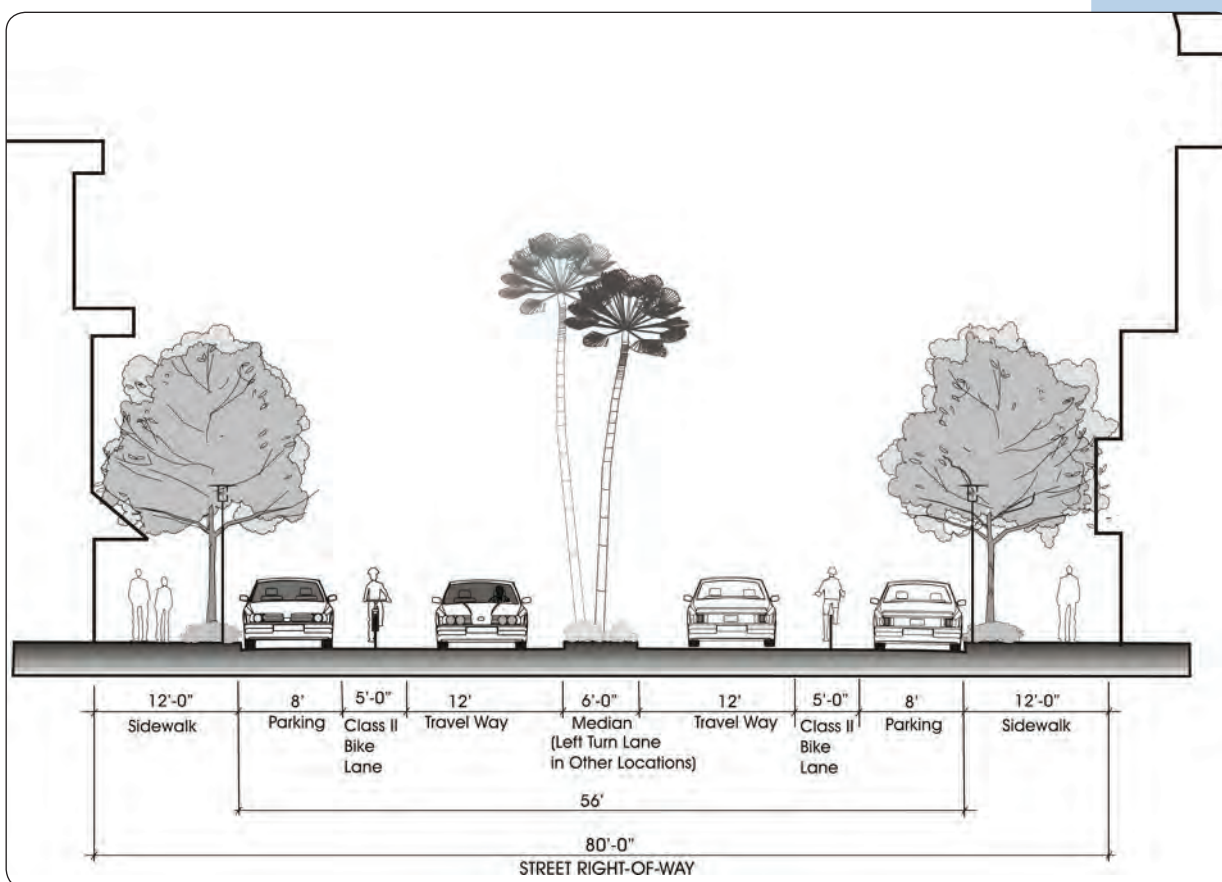 12'-0" 8' 5'-0" 12' 6'-0" 12' 5'-0" 8' 12'-0"
Sidewalk Parking Class II Travel Way Median Travel Way Class II Parking Sidewalk
Bike (Left Turn Lane Bike
Lane in Other Locations) Lane
56'
80'-0"
STREET RIGHT-OF-WAY